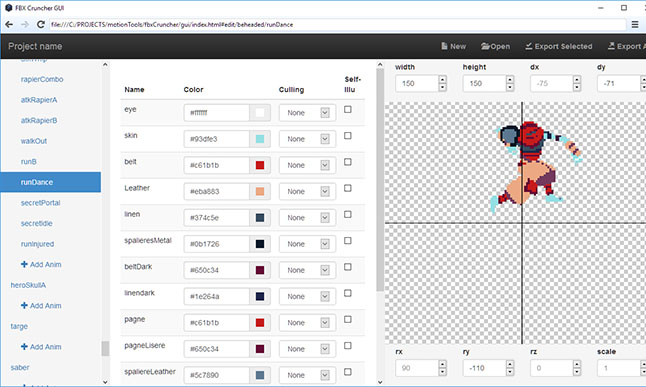 FBX Cruncher GUI
file:///C:/PROJECTS/motionTools/fbxCruncher/gui/index.html#edit/beheaded/runDance
Project name
New Open Export Selected Export A
rapierCombo
atkRapierA
atkRapierB
walkOut
runB
runDance
secretPortal
secretIdle
runInjured
Add Anim
heroSkullA
Add Anim
targe
Add Anim
saber
Name Color Culling Self-Illu
eye #ffffff None
skin #93dfe3 None
belt #c61b1b None
Leather #eba883 None
linen #374c5e None
spalieresMetal #0b1726 None
beltDark #650c34 None
linendark #1e264a None
pagne #c61b1b None
pagneLisere #650c34 None
spaliereLeather #5c7890 None
width height dx dy
150 150 -75 -71
rx ry rz scale
90 -110 0 1